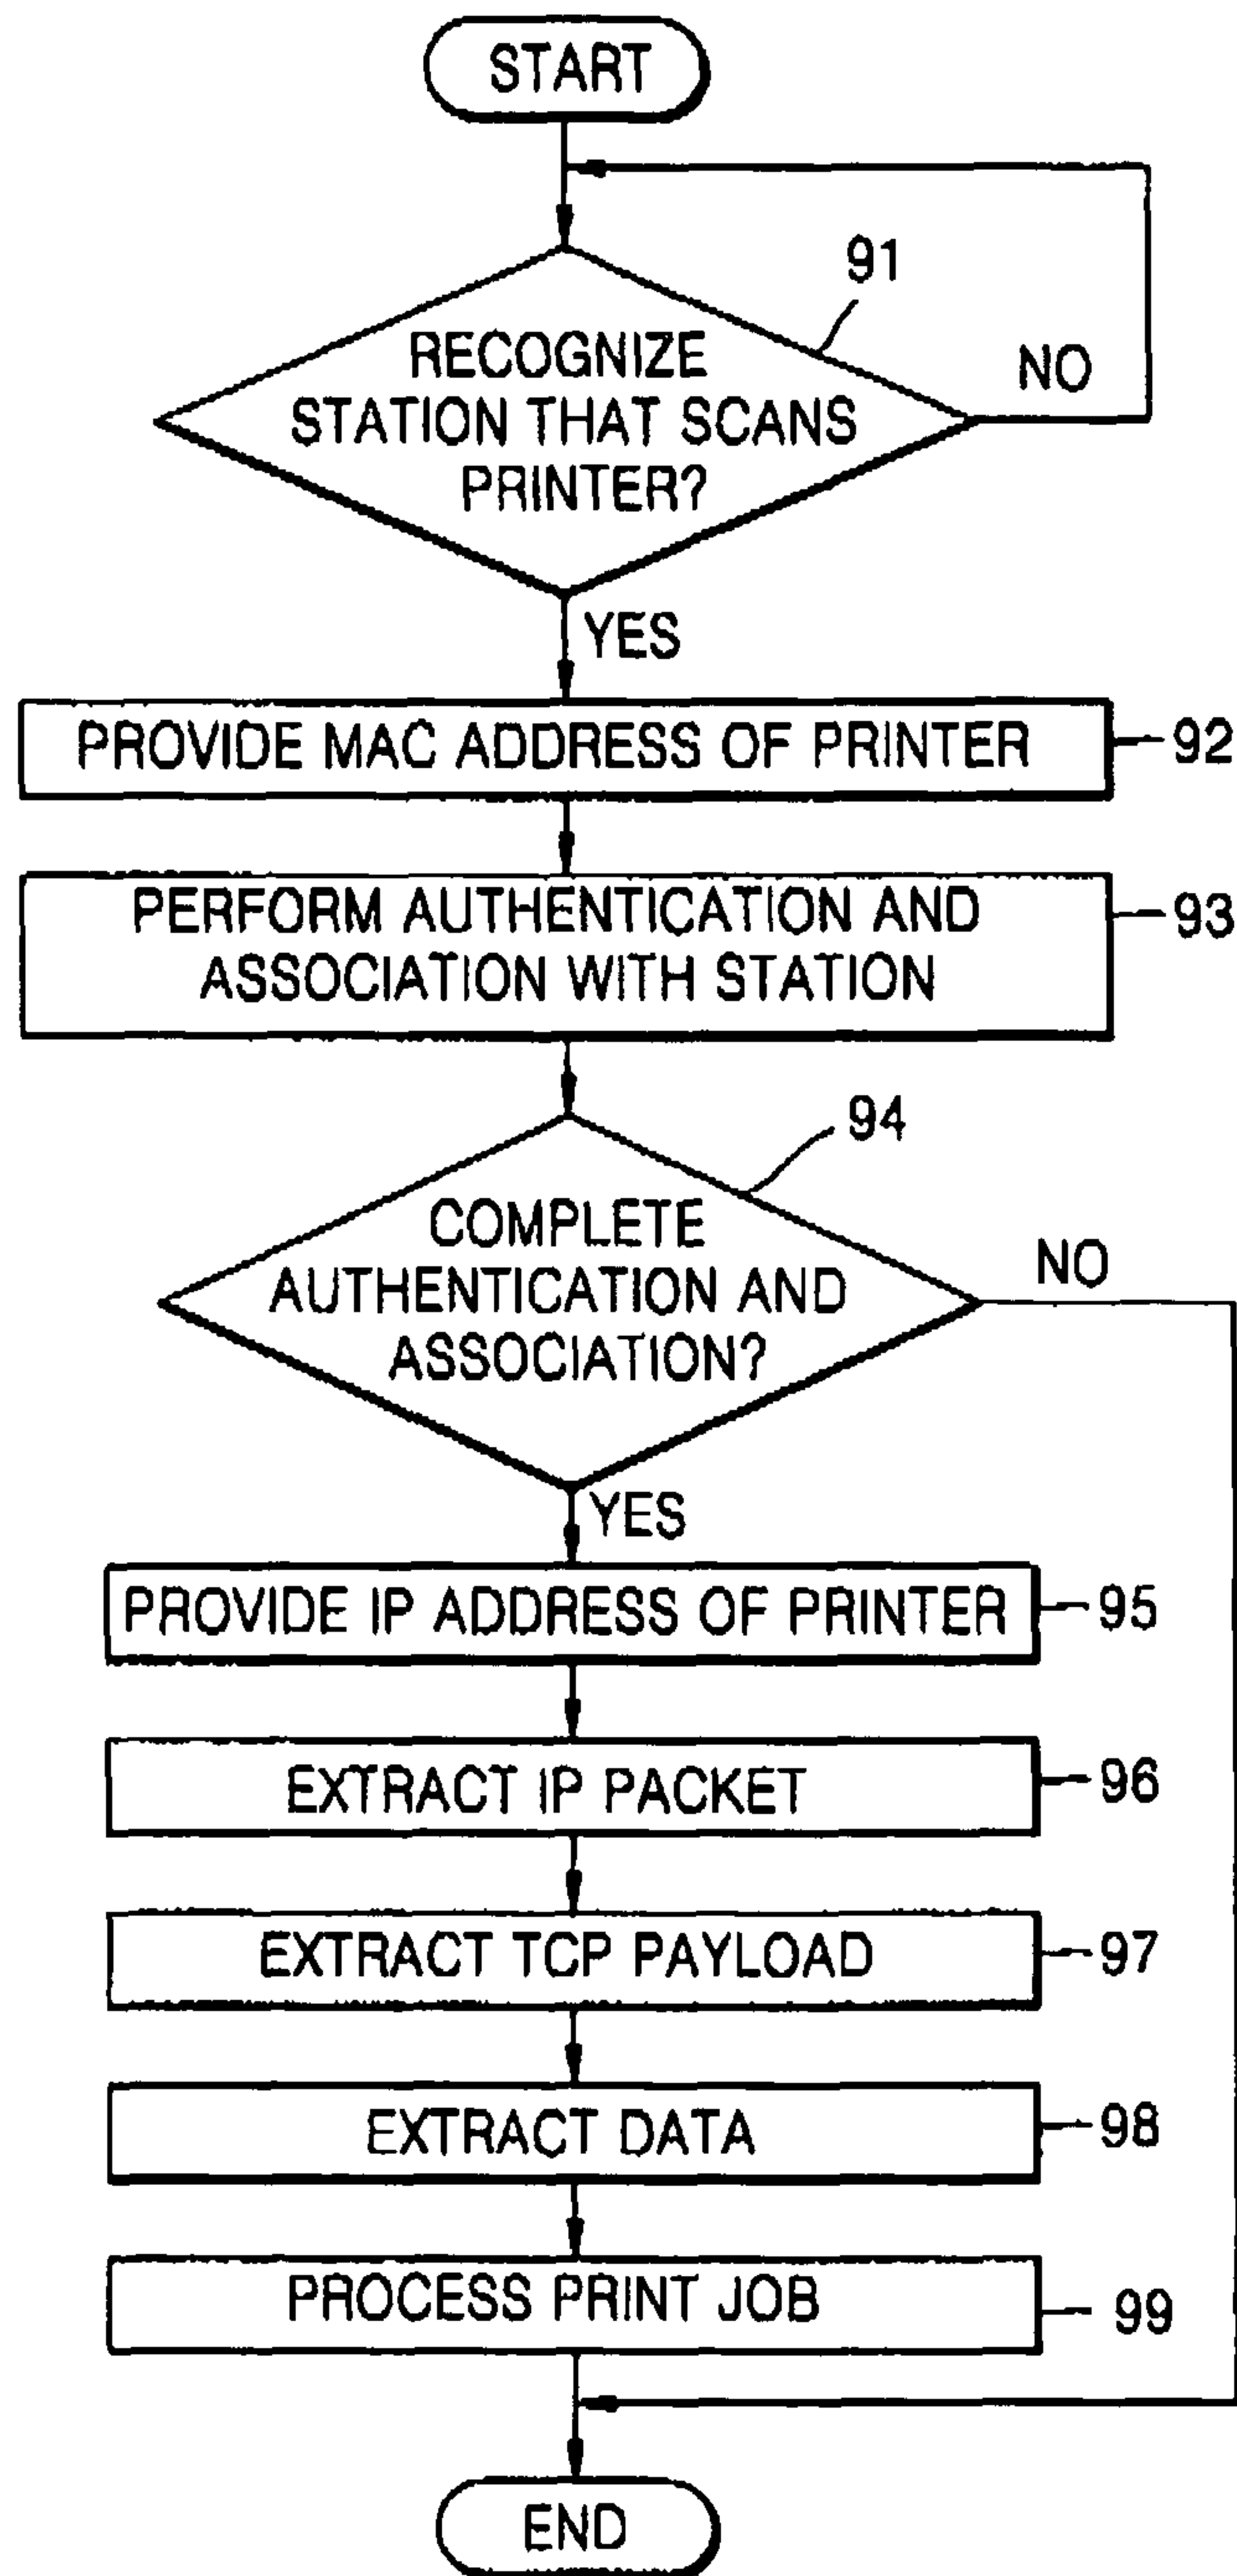 START
91
RECOGNIZE
STATION THAT SCANS
PRINTER?
NO
YES
PROVIDE MAC ADDRESS OF PRINTER
92
PERFORM AUTHENTICATION AND
ASSOCIATION WITH STATION
93
94
COMPLETE
AUTHENTICATION AND
ASSOCIATION?
NO
YES
PROVIDE IP ADDRESS OF PRINTER
95
EXTRACT IP PACKET
96
EXTRACT TCP PAYLOAD
97
EXTRACT DATA
98
PROCESS PRINT JOB
99
END